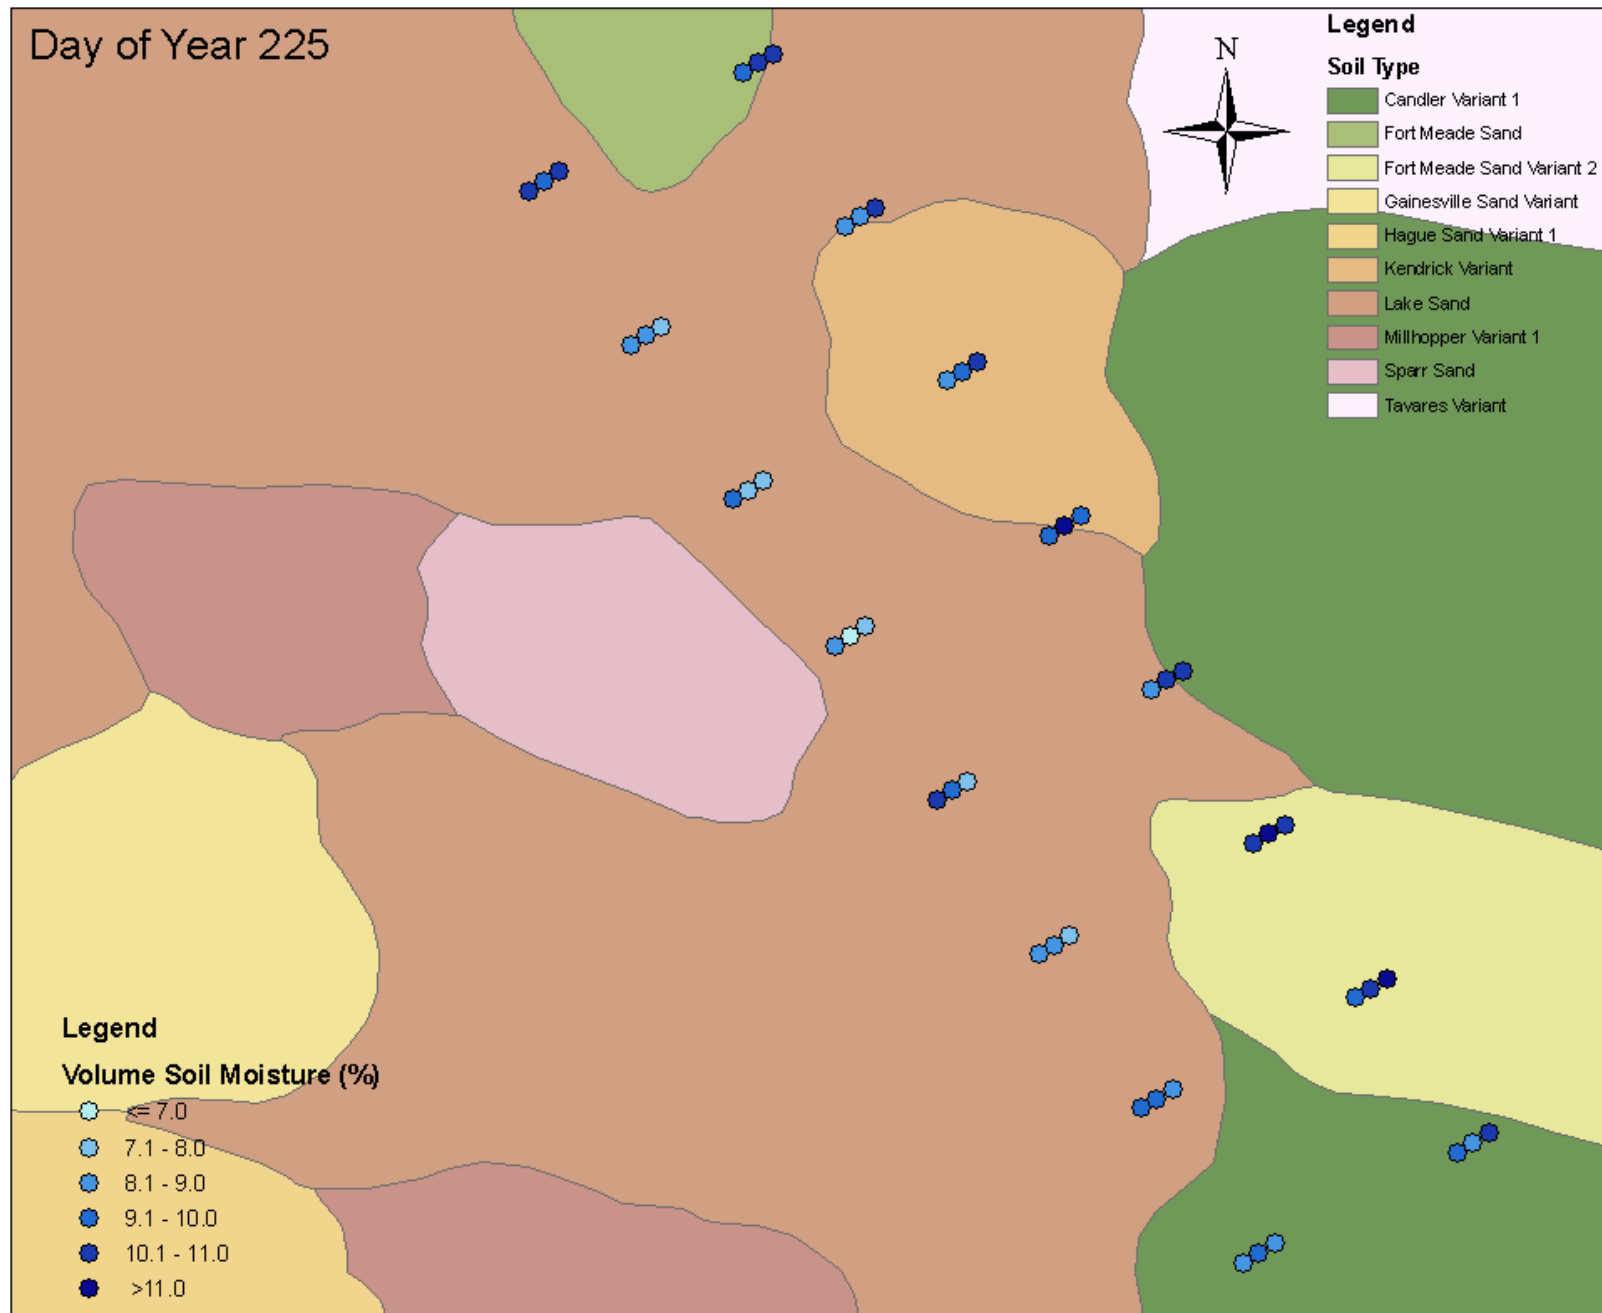 Day of Year 225
N
Legend
Soil Type
Candler Variant 1
Fort Meade Sand
Fort Meade Sand Variant 2
Gainesville Sand Variant
Hague Sand Variant 1
Kendrick Variant
Lake Sand
Millhopper Variant 1
Sparr Sand
Tavares Variant
Legend
Volume Soil Moisture (%)
<= 7.0
7.1 - 8.0
8.1 - 9.0
9.1 - 10.0
10.1 - 11.0
>11.0